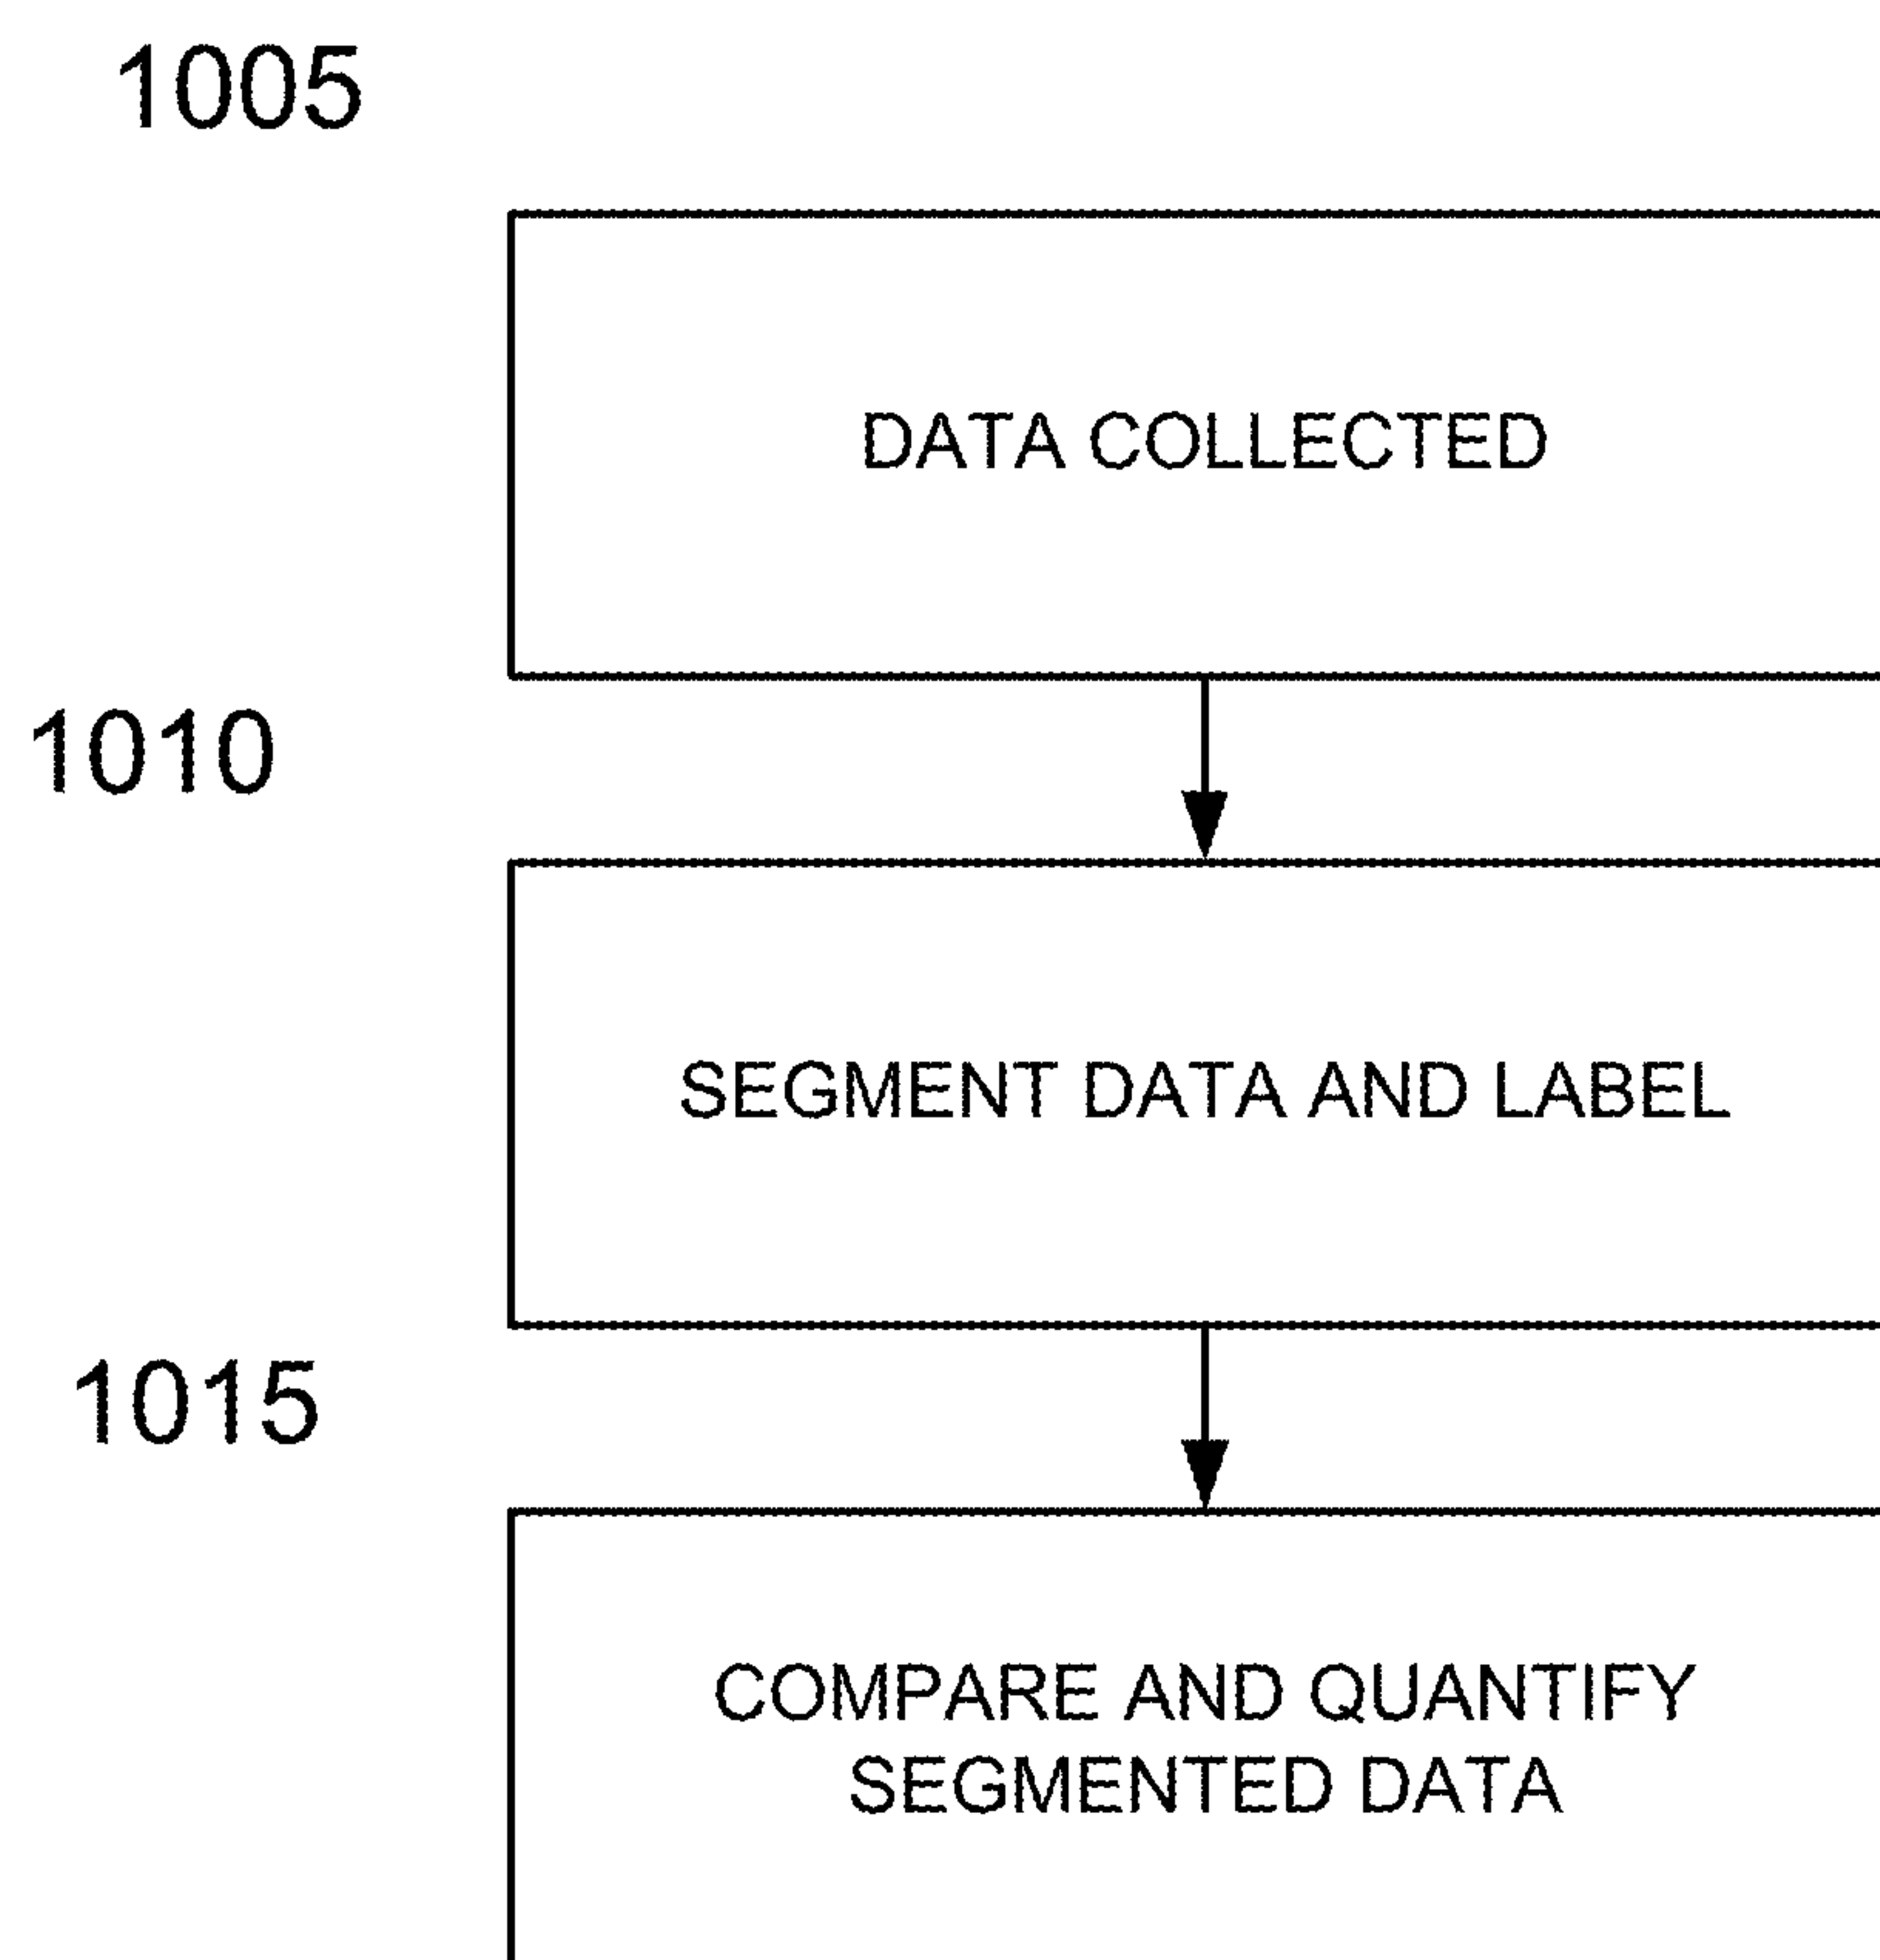 1005
DATA COLLECTED
1010
SEGMENT DATA AND LABEL
1015
COMPARE AND QUANTIFY
SEGMENTED DATA